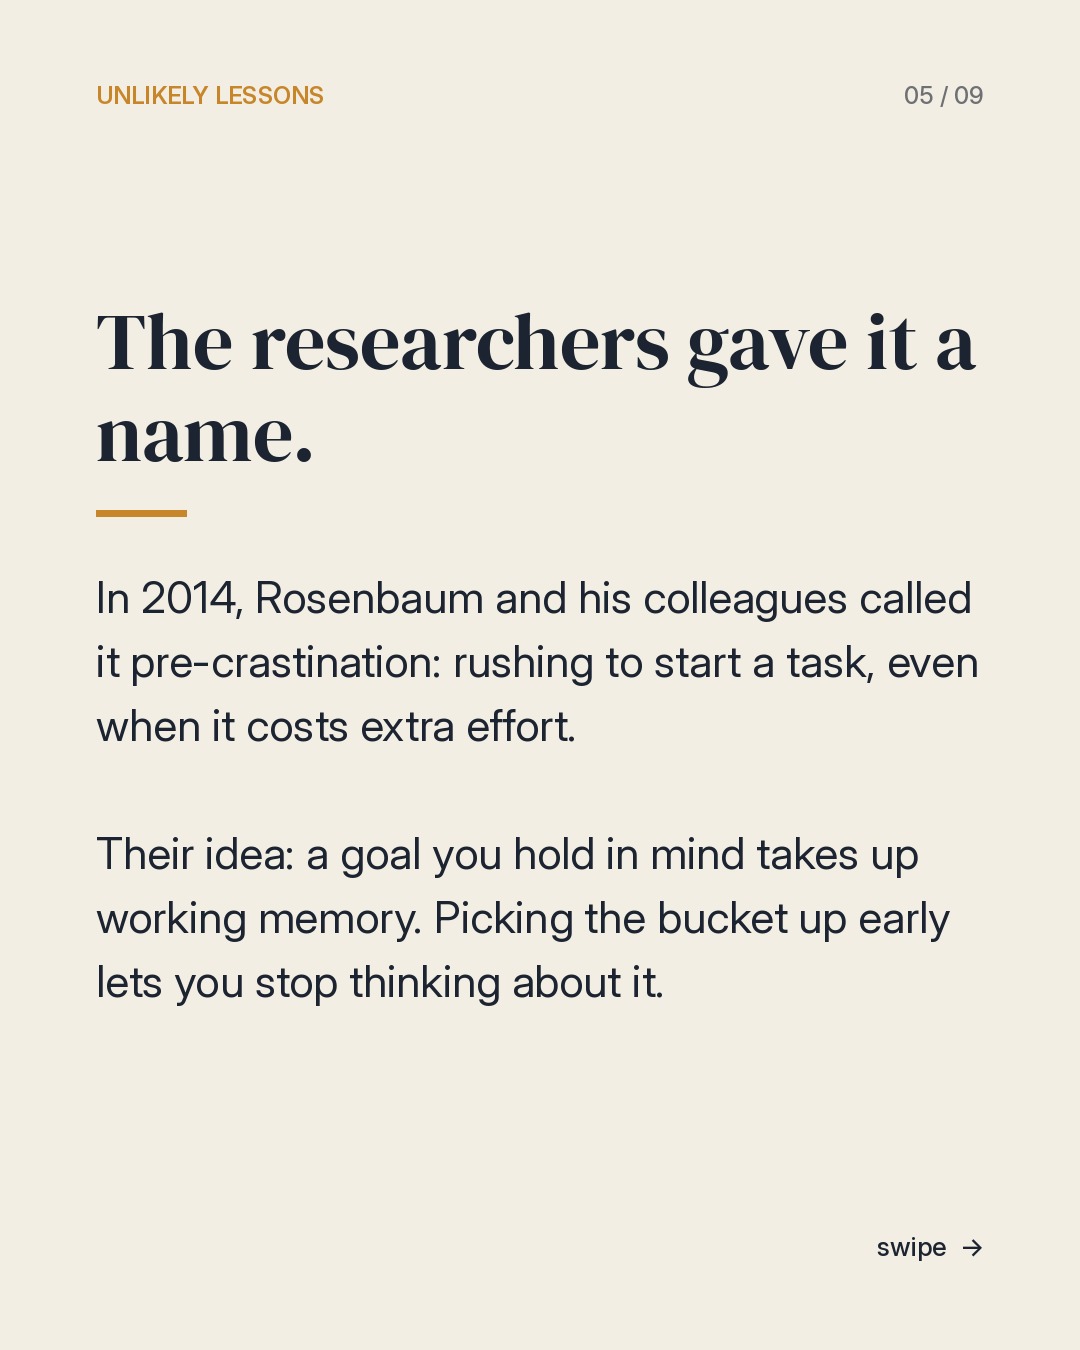 UNLIKELY LESSONS
05 / 09
The researchers gave it a
name.
In 2014, Rosenbaum and his colleagues called
it pre-crastination: rushing to start a task, even
when it costs extra effort.
Their idea: a goal you hold in mind takes up
working memory. Picking the bucket up early
lets you stop thinking about it.
swipe →